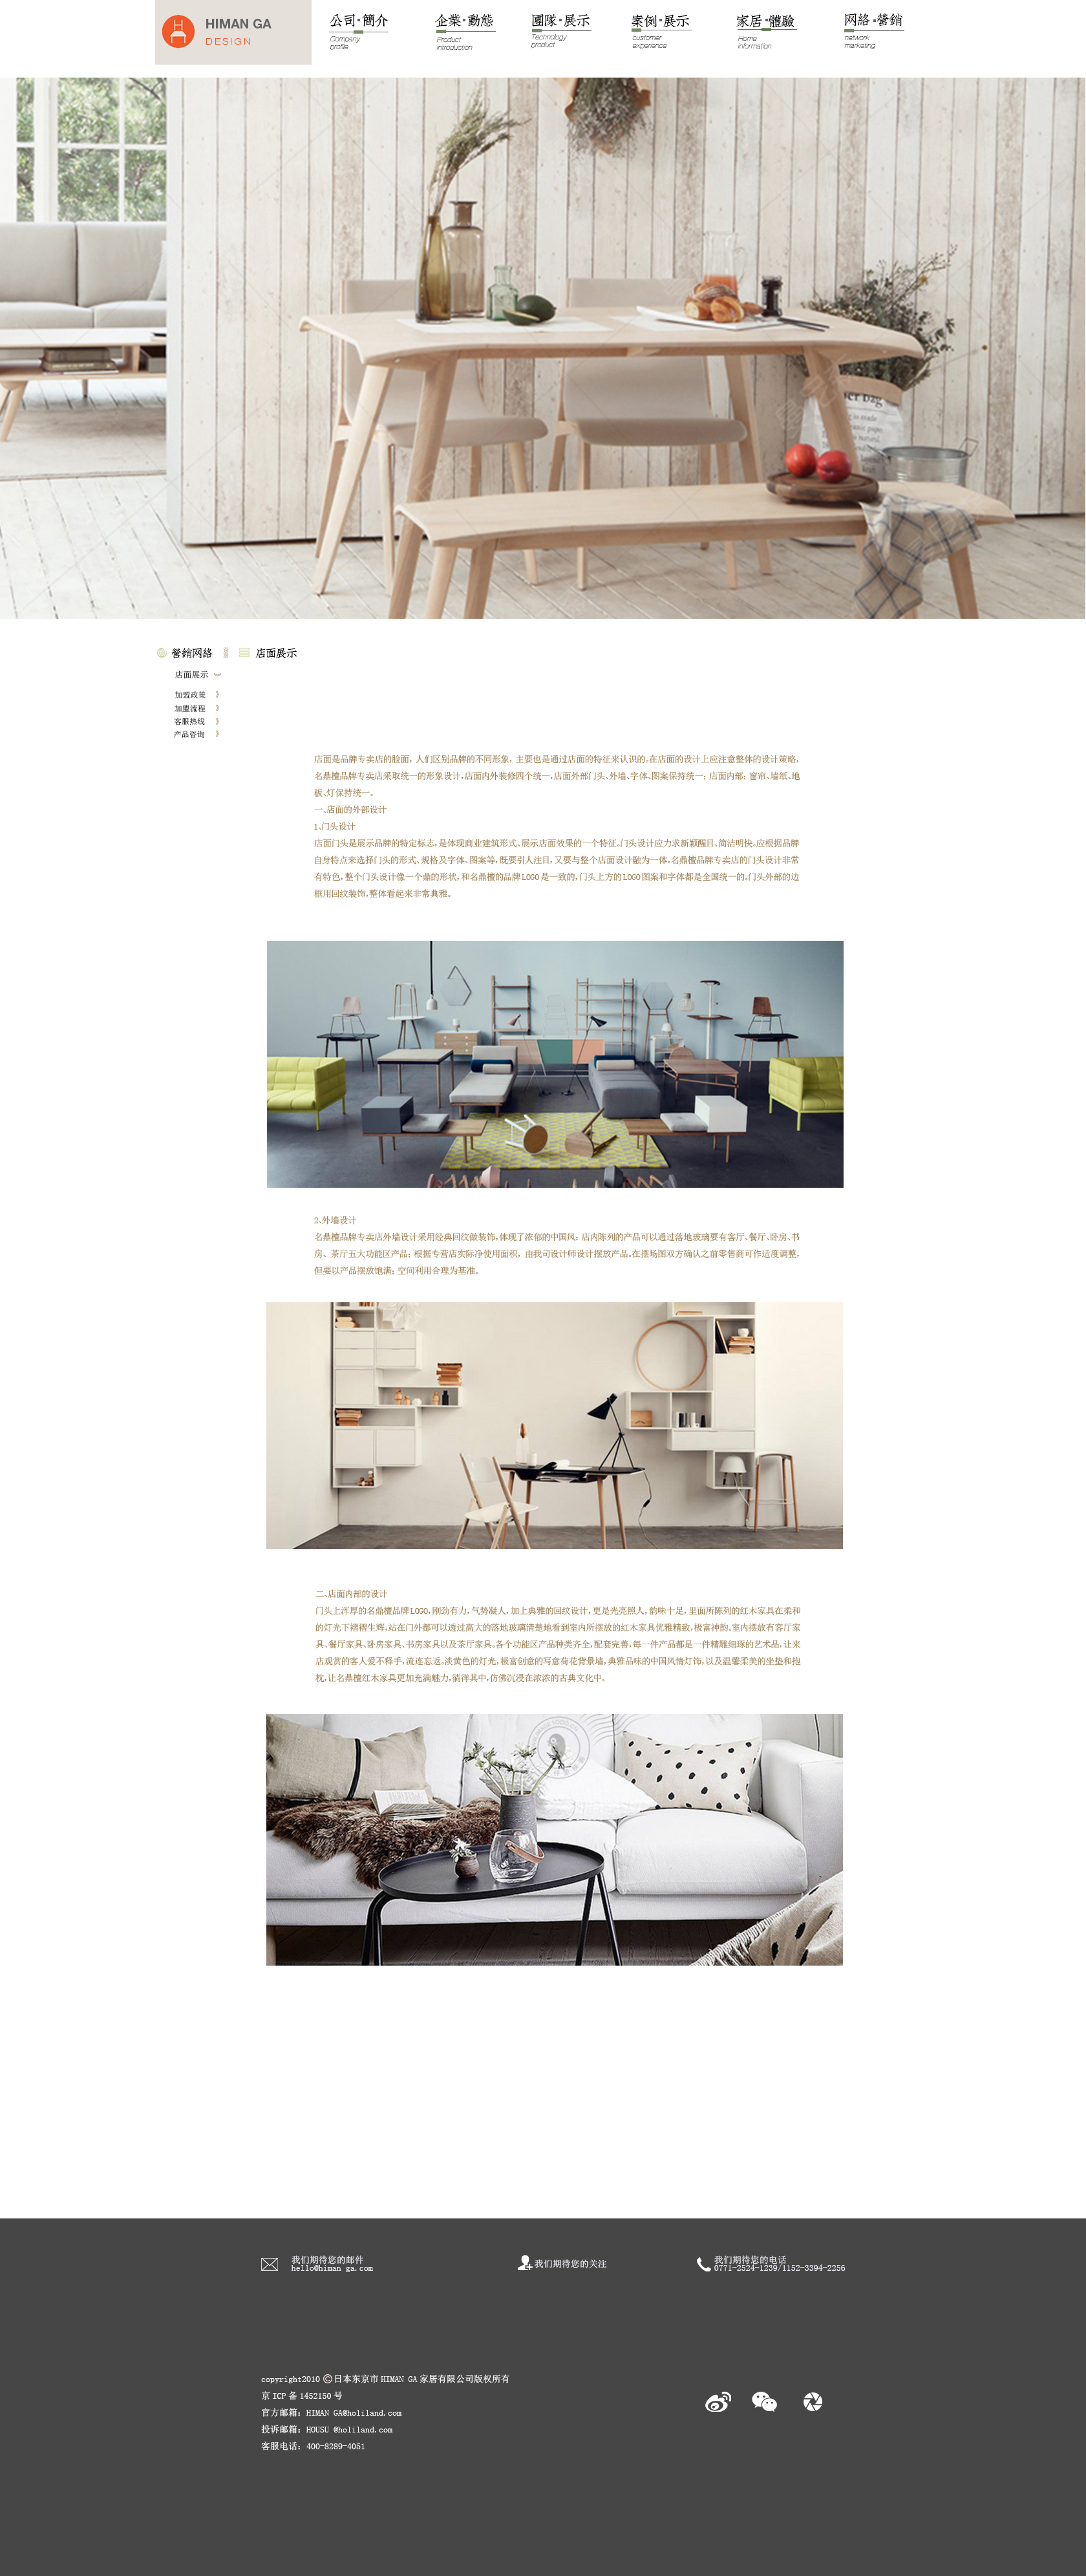 HIMAN GA
DESIGN
公司·簡介
Company
profile
企業·動態
Product
introduction
團隊·展示
Technology
product
案例·展示
customer
experience
家居·體驗
Home
information
网络·营銷
network
marketing
营銷网络
店面展示
店面展示
加盟政策
加盟流程
客服热线
产品咨询
店面是品牌专卖店的脸面，人们区别品牌的不同形象，主要也是通过店面的特征来认识的。在店面的设计上应注意整体的设计策略，
名鼎檀品牌专卖店采取统一的形象设计，店面内外装修四个统一，店面外部门头、外墙、字体、图案保持统一；店面内部：窗帘、墙纸、地
板、灯保持统一。
一、店面的外部设计
1、门头设计
店面门头是展示品牌的特定标志，是体现商业建筑形式、展示店面效果的一个特征。门头设计应力求新颖醒目、简洁明快，应根据品牌
自身特点来选择门头的形式、规格及字体、图案等，既要引人注目，又要与整个店面设计融为一体。名鼎檀品牌专卖店的门头设计非常
有特色，整个门头设计像一个鼎的形状，和名鼎檀的品牌LOGO是一致的，门头上方的LOGO图案和字体都是全国统一的。门头外部的边
框用回纹装饰，整体看起来非常典雅。
2、外墙设计
名鼎檀品牌专卖店外墙设计采用经典回纹做装饰，体现了浓郁的中国风；店内陈列的产品可以通过落地玻璃要有客厅、餐厅、卧房、书
房、茶厅五大功能区产品；根据专营店实际净使用面积，由我司设计师设计摆放产品，在摆场图双方确认之前零售商可作适度调整，
但要以产品摆放饱满；空间利用合理为基准。
二、店面内部的设计
门头上浑厚的名鼎檀品牌LOGO，刚劲有力，气势凝人，加上典雅的回纹设计，更是光亮照人，韵味十足，里面所陈列的红木家具在柔和
的灯光下褶褶生辉，站在门外都可以透过高大的落地玻璃清楚地看到室内所摆放的红木家具优雅精致，极富神韵。室内摆放有客厅家
具、餐厅家具、卧房家具、书房家具以及茶厅家具。各个功能区产品种类齐全，配套完善，每一件产品都是一件精雕细琢的艺术品，让来
店观赏的客人爱不释手，流连忘返。淡黄色的灯光，极富创意的写意荷花背景墙，典雅品味的中国风情灯饰，以及温馨柔美的坐垫和抱
枕，让名鼎檀红木家具更加充满魅力，徜徉其中，仿佛沉浸在浓浓的古典文化中。
我们期待您的邮件
hello@himan ga.com
我们期待您的关注
我们期待您的电话
0771-2524-1239/1152-3394-2256
copyright2010 ©日本东京市 HIMAN GA 家居有限公司版权所有
京 ICP 备 1452150 号
官方邮箱：HIMAN GA@holiland.com
投诉邮箱：HOUSU @holiland.com
客服电话：400-8289-4051